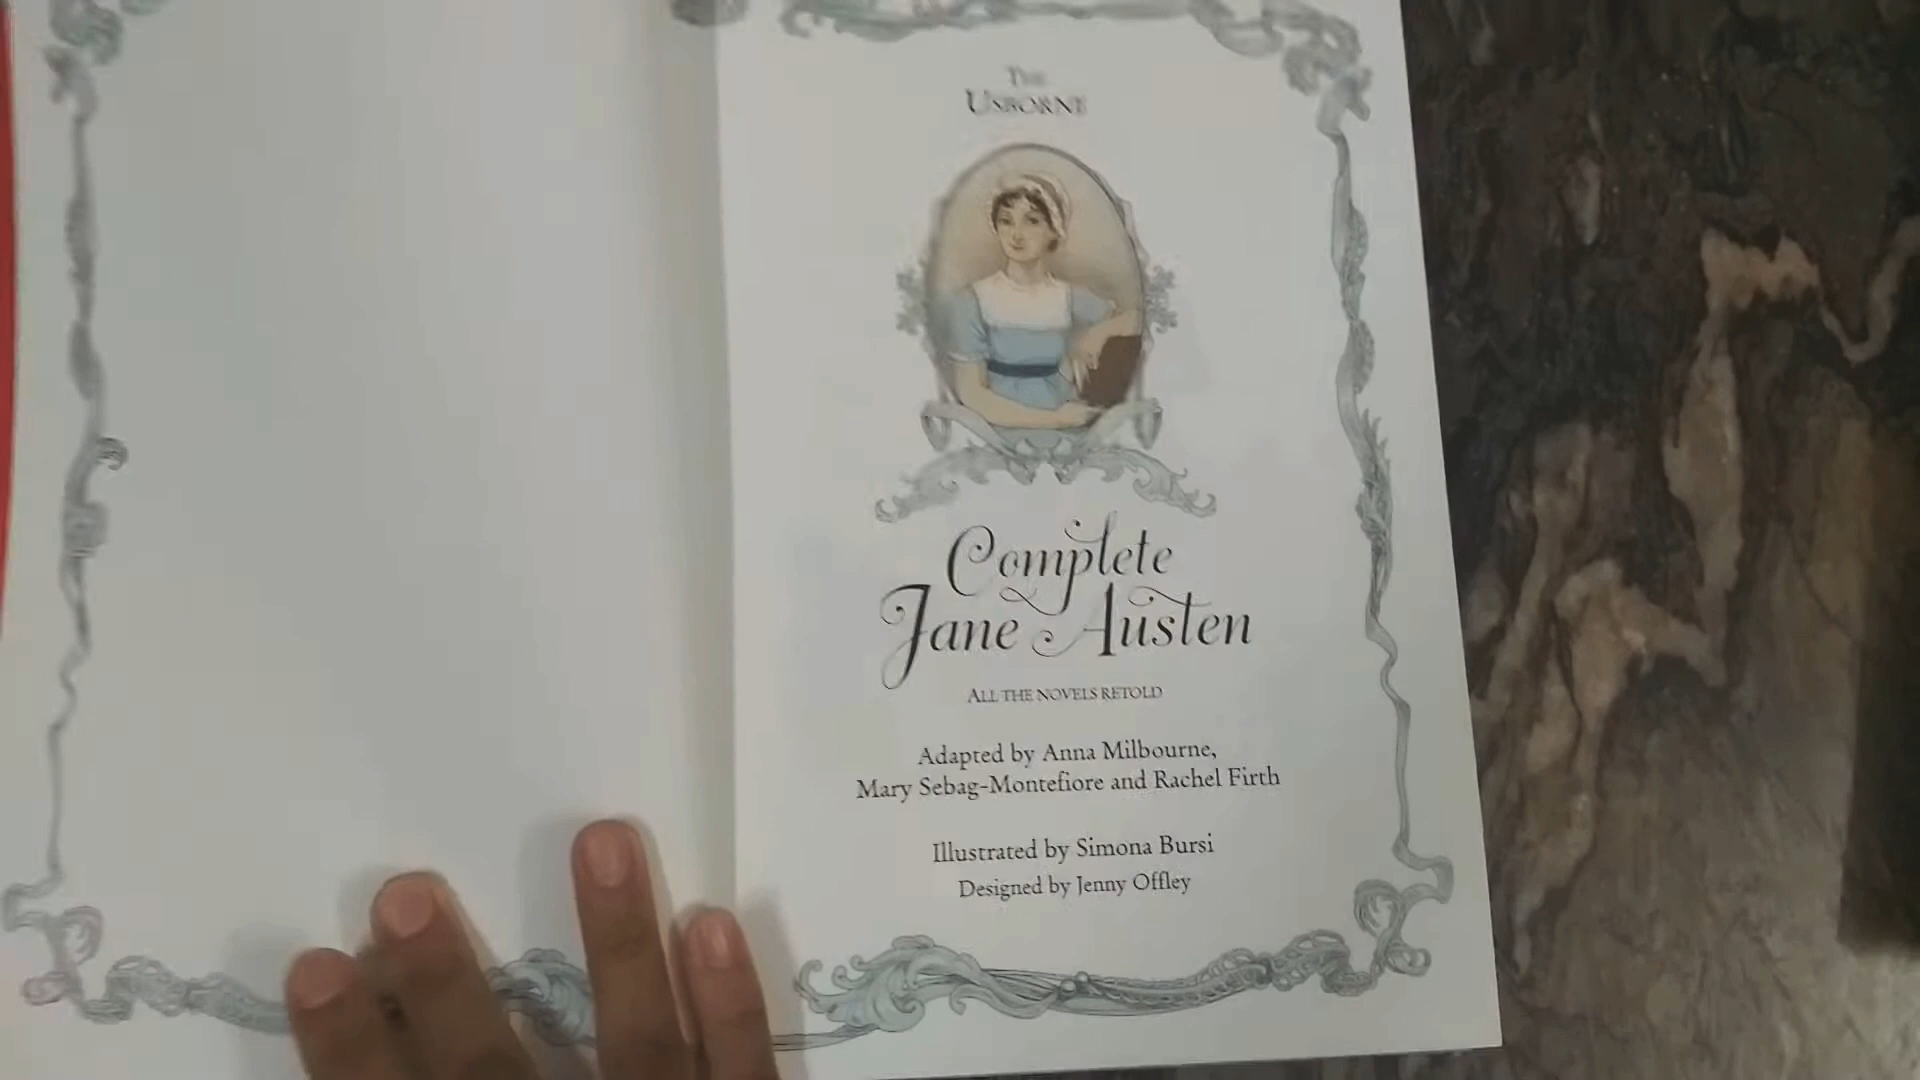 THE
USBORNE
Complete
Jane Austen
ALL THE NOVELS RETOLD
Adapted by Anna Milbourne,
Mary Sebag-Montefiore and Rachel Firth
Illustrated by Simona Bursi
Designed by Jenny Offley